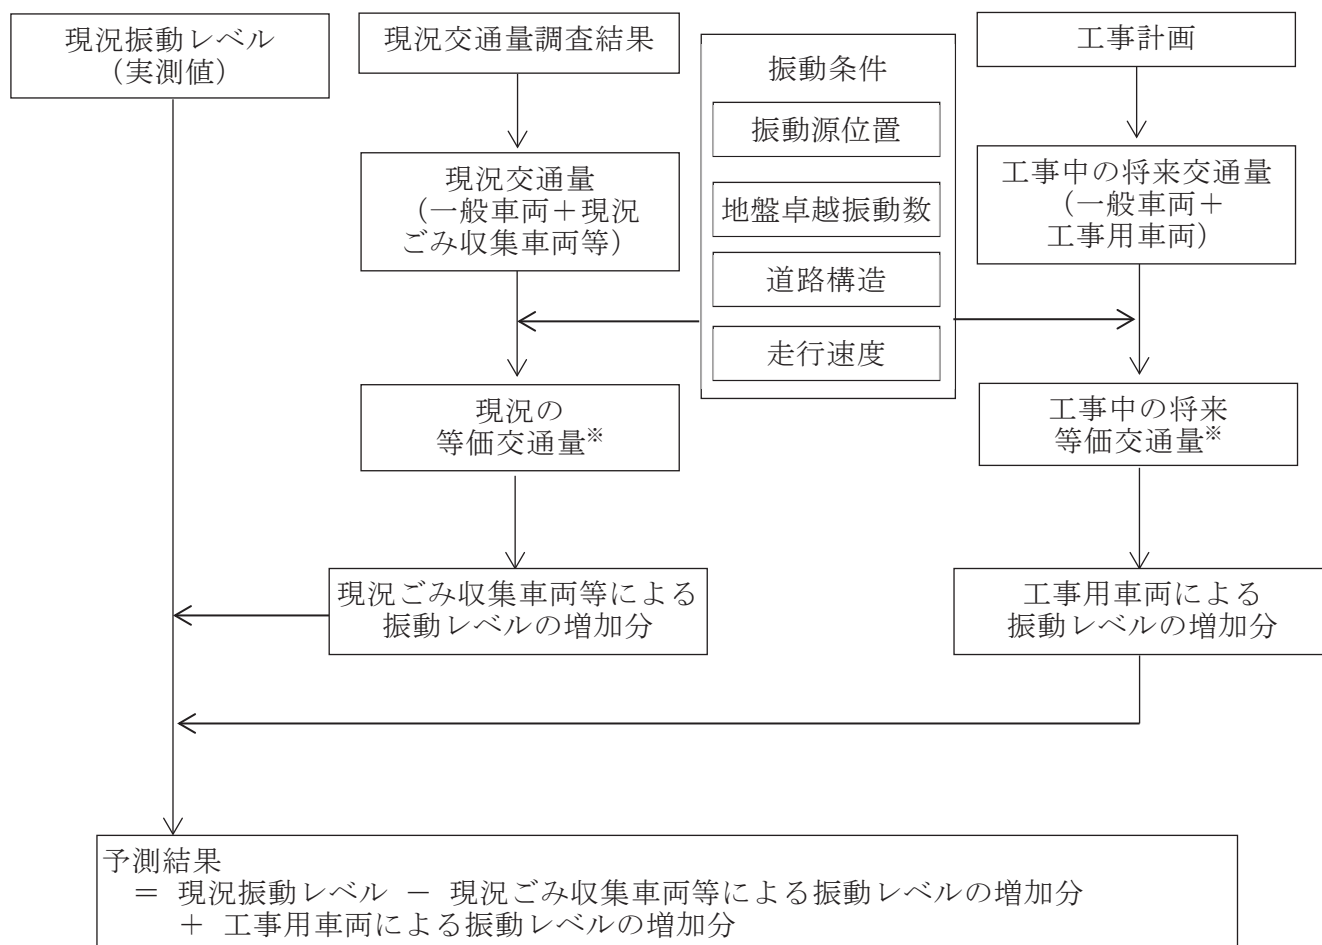 現況振動レベル
（実測値）
現況交通量調査結果
工事計画
振動条件
振動源位置
地盤卓越振動数
道路構造
走行速度
現況交通量
（一般車両＋現況
ごみ収集車両等）
工事中の将来交通量
（一般車両＋
工事用車両）
現況の
等価交通量※
工事中の将来
等価交通量※
現況ごみ収集車両等による
振動レベルの増加分
工事用車両による
振動レベルの増加分
予測結果
＝ 現況振動レベル － 現況ごみ収集車両等による振動レベルの増加分
＋ 工事用車両による振動レベルの増加分